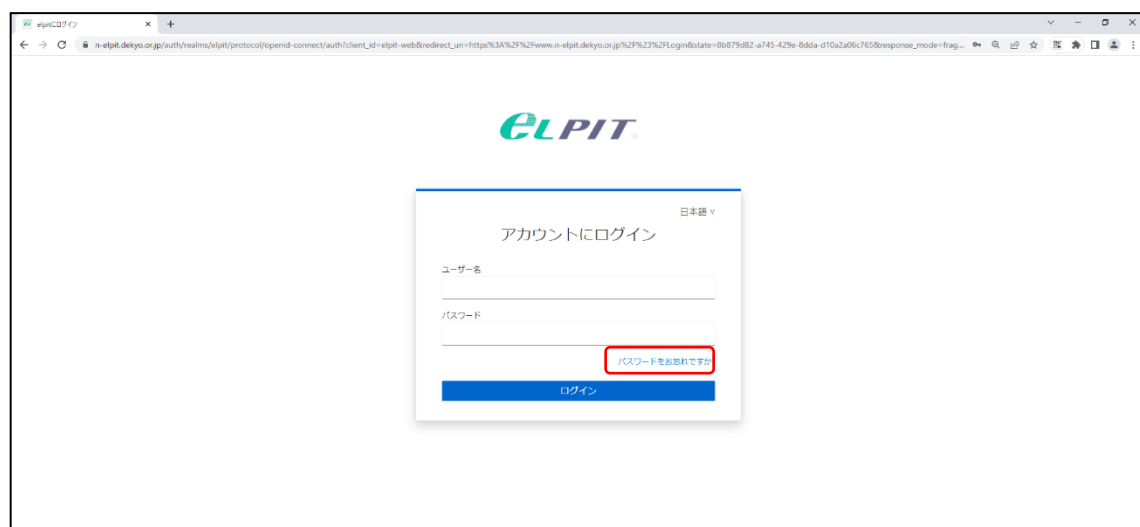 elpitにログイン
n-elpit.dekyo.or.jp/auth/realms/elpit/protocol/openid-connect/auth?client_id=elpit-web&redirect_uri=https%3A%2F%2Fwww.n-elpit.dekyo.or.jp%2F%23%2FLogin&state=8b879d82-a745-429e-8dda-d10a2a06c765&response_mode=frag...
eLPIT
日本語
アカウントにログイン
ユーザー名
パスワード
パスワードをお忘れですか
ログイン